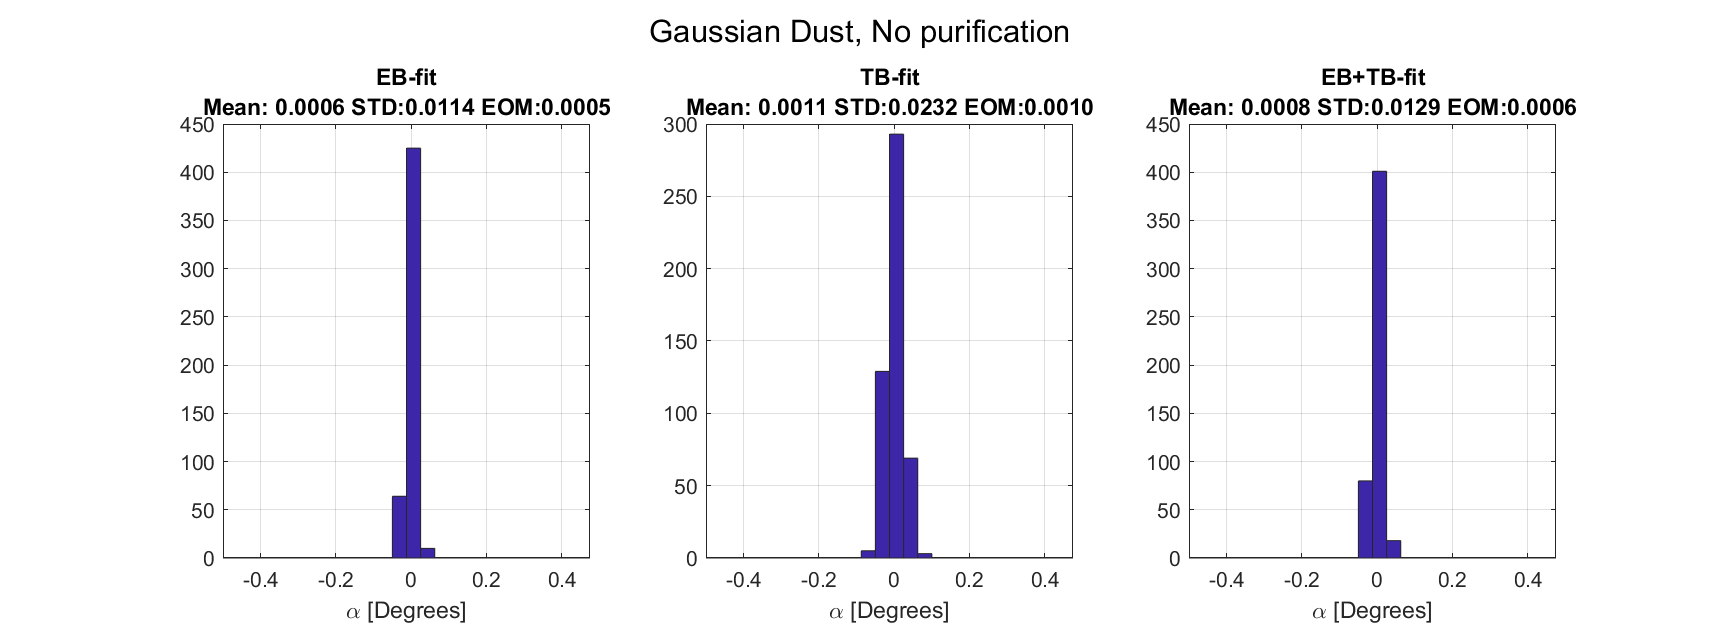 Gaussian Dust, No purification
EB-fit
Mean: 0.0006 STD:0.0114 EOM:0.0005
450
400
350
300
250
200
150
100
50
0
-0.4 -0.2 0 0.2 0.4
α [Degrees]
TB-fit
Mean: 0.0011 STD:0.0232 EOM:0.0010
300
250
200
150
100
50
0
-0.4 -0.2 0 0.2 0.4
α [Degrees]
EB+TB-fit
Mean: 0.0008 STD:0.0129 EOM:0.0006
450
400
350
300
250
200
150
100
50
0
-0.4 -0.2 0 0.2 0.4
α [Degrees]